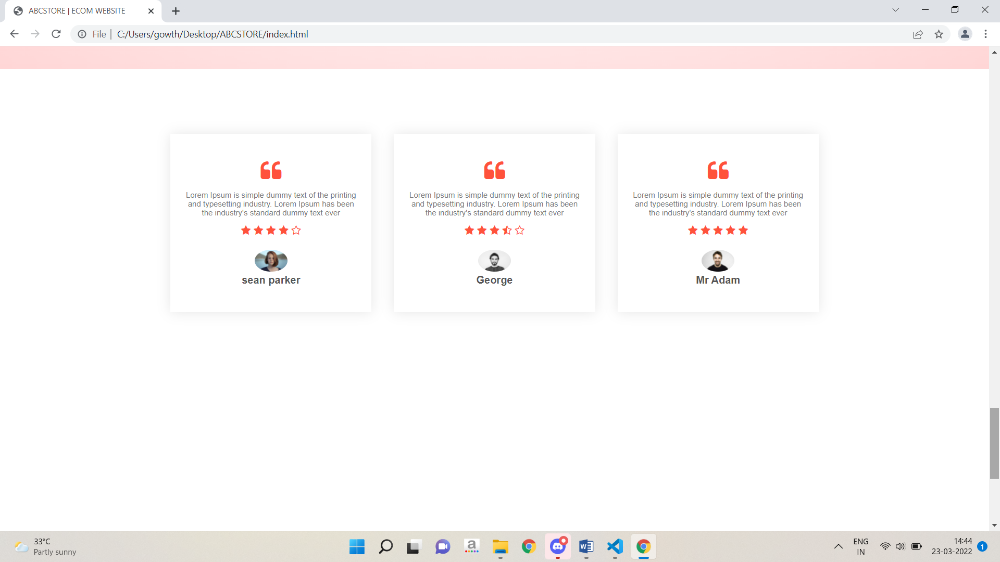 ABCSTORE | ECOM WEBSITE
File | C:/Users/gowth/Desktop/ABCSTORE/index.html
Lorem Ipsum is simple dummy text of the printing
and typesetting industry. Lorem Ipsum has been
the industry's standard dummy text ever
sean parker
Lorem Ipsum is simple dummy text of the printing
and typesetting industry. Lorem Ipsum has been
the industry's standard dummy text ever
George
Lorem Ipsum is simple dummy text of the printing
and typesetting industry. Lorem Ipsum has been
the industry's standard dummy text ever
Mr Adam
33°C
Partly sunny
a
W
ENG
IN
14:44
23-03-2022
1